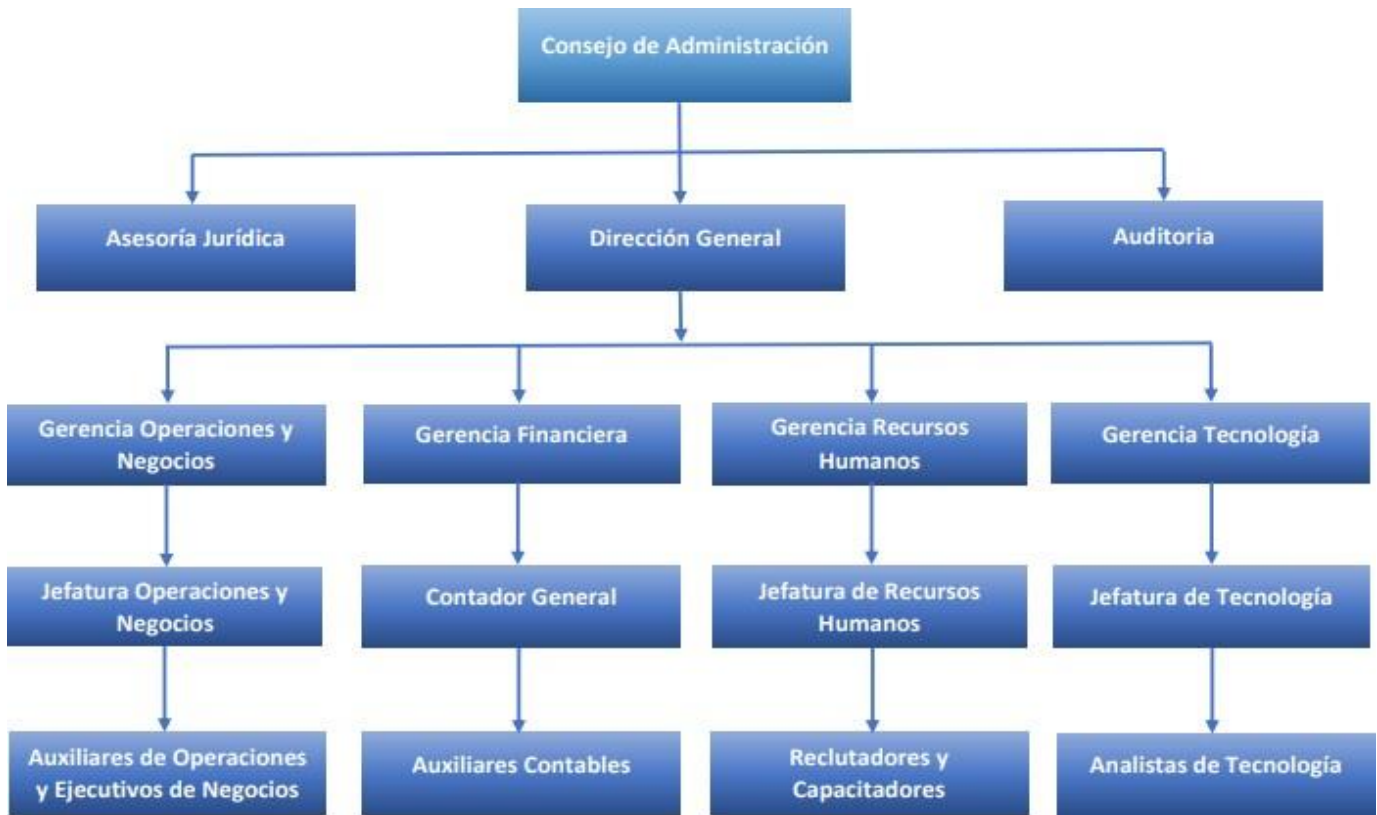 Consejo de Administración
Asesoría Jurídica
Dirección General
Auditoria
Gerencia Operaciones y
Negocios
Gerencia Financiera
Gerencia Recursos
Humanos
Gerencia Tecnología
Jefatura Operaciones y
Negocios
Contador General
Jefatura de Recursos
Humanos
Jefatura de Tecnología
Auxiliares de Operaciones
y Ejecutivos de Negocios
Auxiliares Contables
Reclutadores y
Capacitadores
Analistas de Tecnología